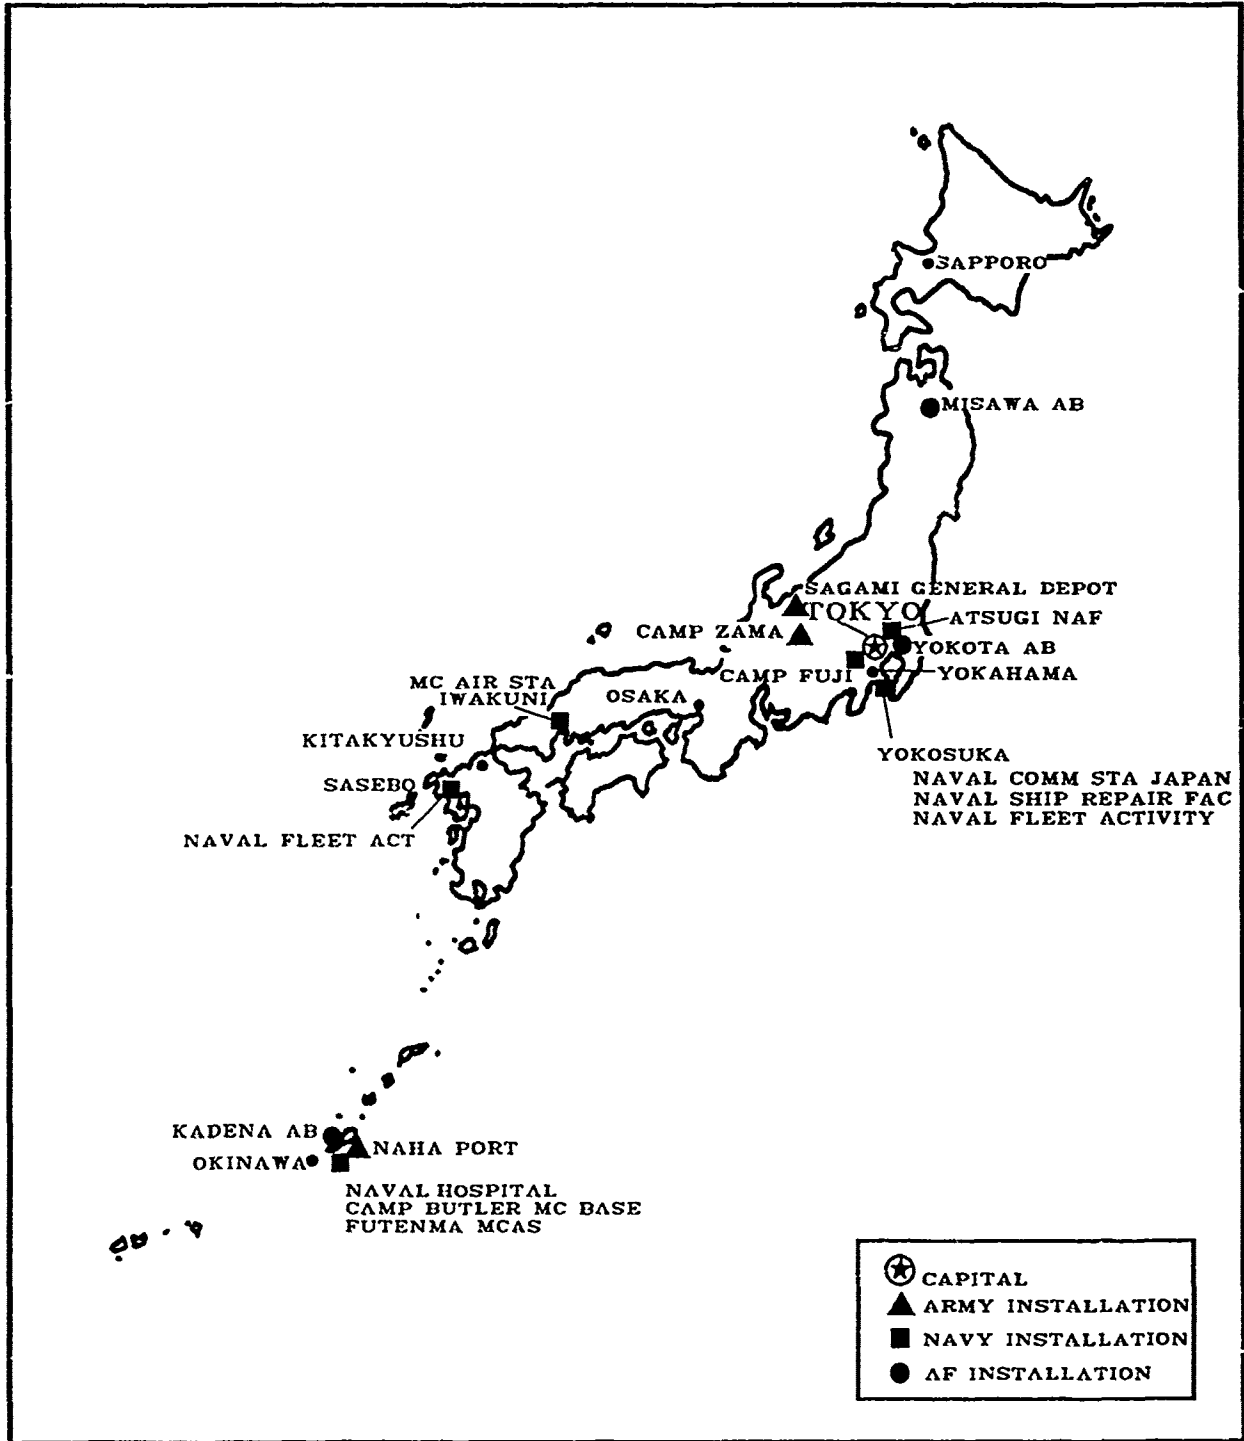 SAPPORO
MISAWA AB
SAGAMI GENERAL DEPOT
TOKYO
ATSUGI NAF
CAMP ZAMA
YOKOTA AB
CAMP FUJI
YOKAHAMA
MC AIR STA
IWAKUNI
OSAKA
KITAKYUSHU
YOKOSUKA
NAVAL COMM STA JAPAN
NAVAL SHIP REPAIR FAC
NAVAL FLEET ACTIVITY
SASEBO
NAVAL FLEET ACT
KADENA AB
NAHA PORT
OKINAWA
NAVAL HOSPITAL
CAMP BUTLER MC BASE
FUTENMA MCAS
CAPITAL
ARMY INSTALLATION
NAVY INSTALLATION
AF INSTALLATION